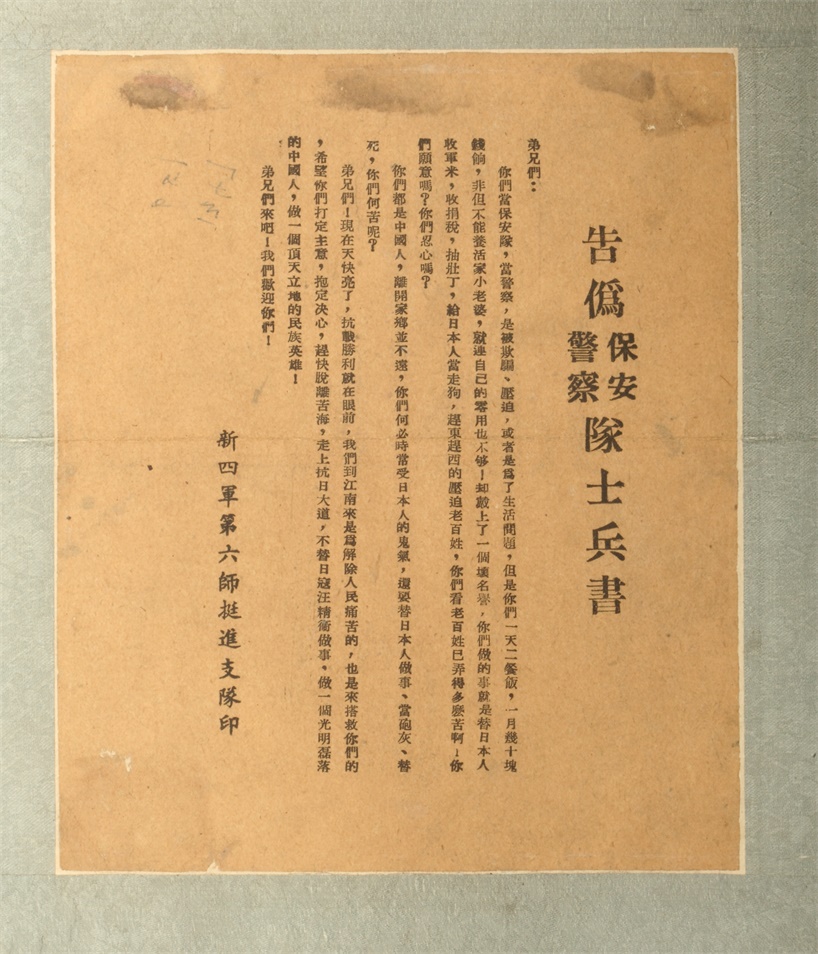 告僞保安警察隊士兵書
弟兄們：
你們當保安隊，當警察，是被欺騙、壓迫，或者是爲了生活問題，但是你們一天二餐飯，一月幾十塊
錢餉，非但不能養活家小老婆，就連自己的零用也不够！却戴上了一個壞名譽，你們做的事就是替日本人
收軍米，收捐稅，抽壯丁，給日本人當走狗，趕東趕西的壓迫老百姓，你們看老百姓已弄得多麽苦啊！你
們願意嗎？你們忍心嗎？
你們都是中國人，離開家鄉並不遠，你們何必時常受日本人的鬼氣，還要替日本人做事、當砲灰、替
死，你們何苦呢？
弟兄們！現在天快亮了，抗戰勝利就在眼前，我們到江南來是爲解除人民痛苦的，也是來搭救你們的
，希望你們打定主意，抱定决心，趕快脫離苦海，走上抗日大道，不替日寇汪精衞做事，做一個光明磊落
的中國人，做一個頂天立地的民族英雄！
弟兄們來吧！我們歡迎你們！
新四軍第六師挺進支隊印